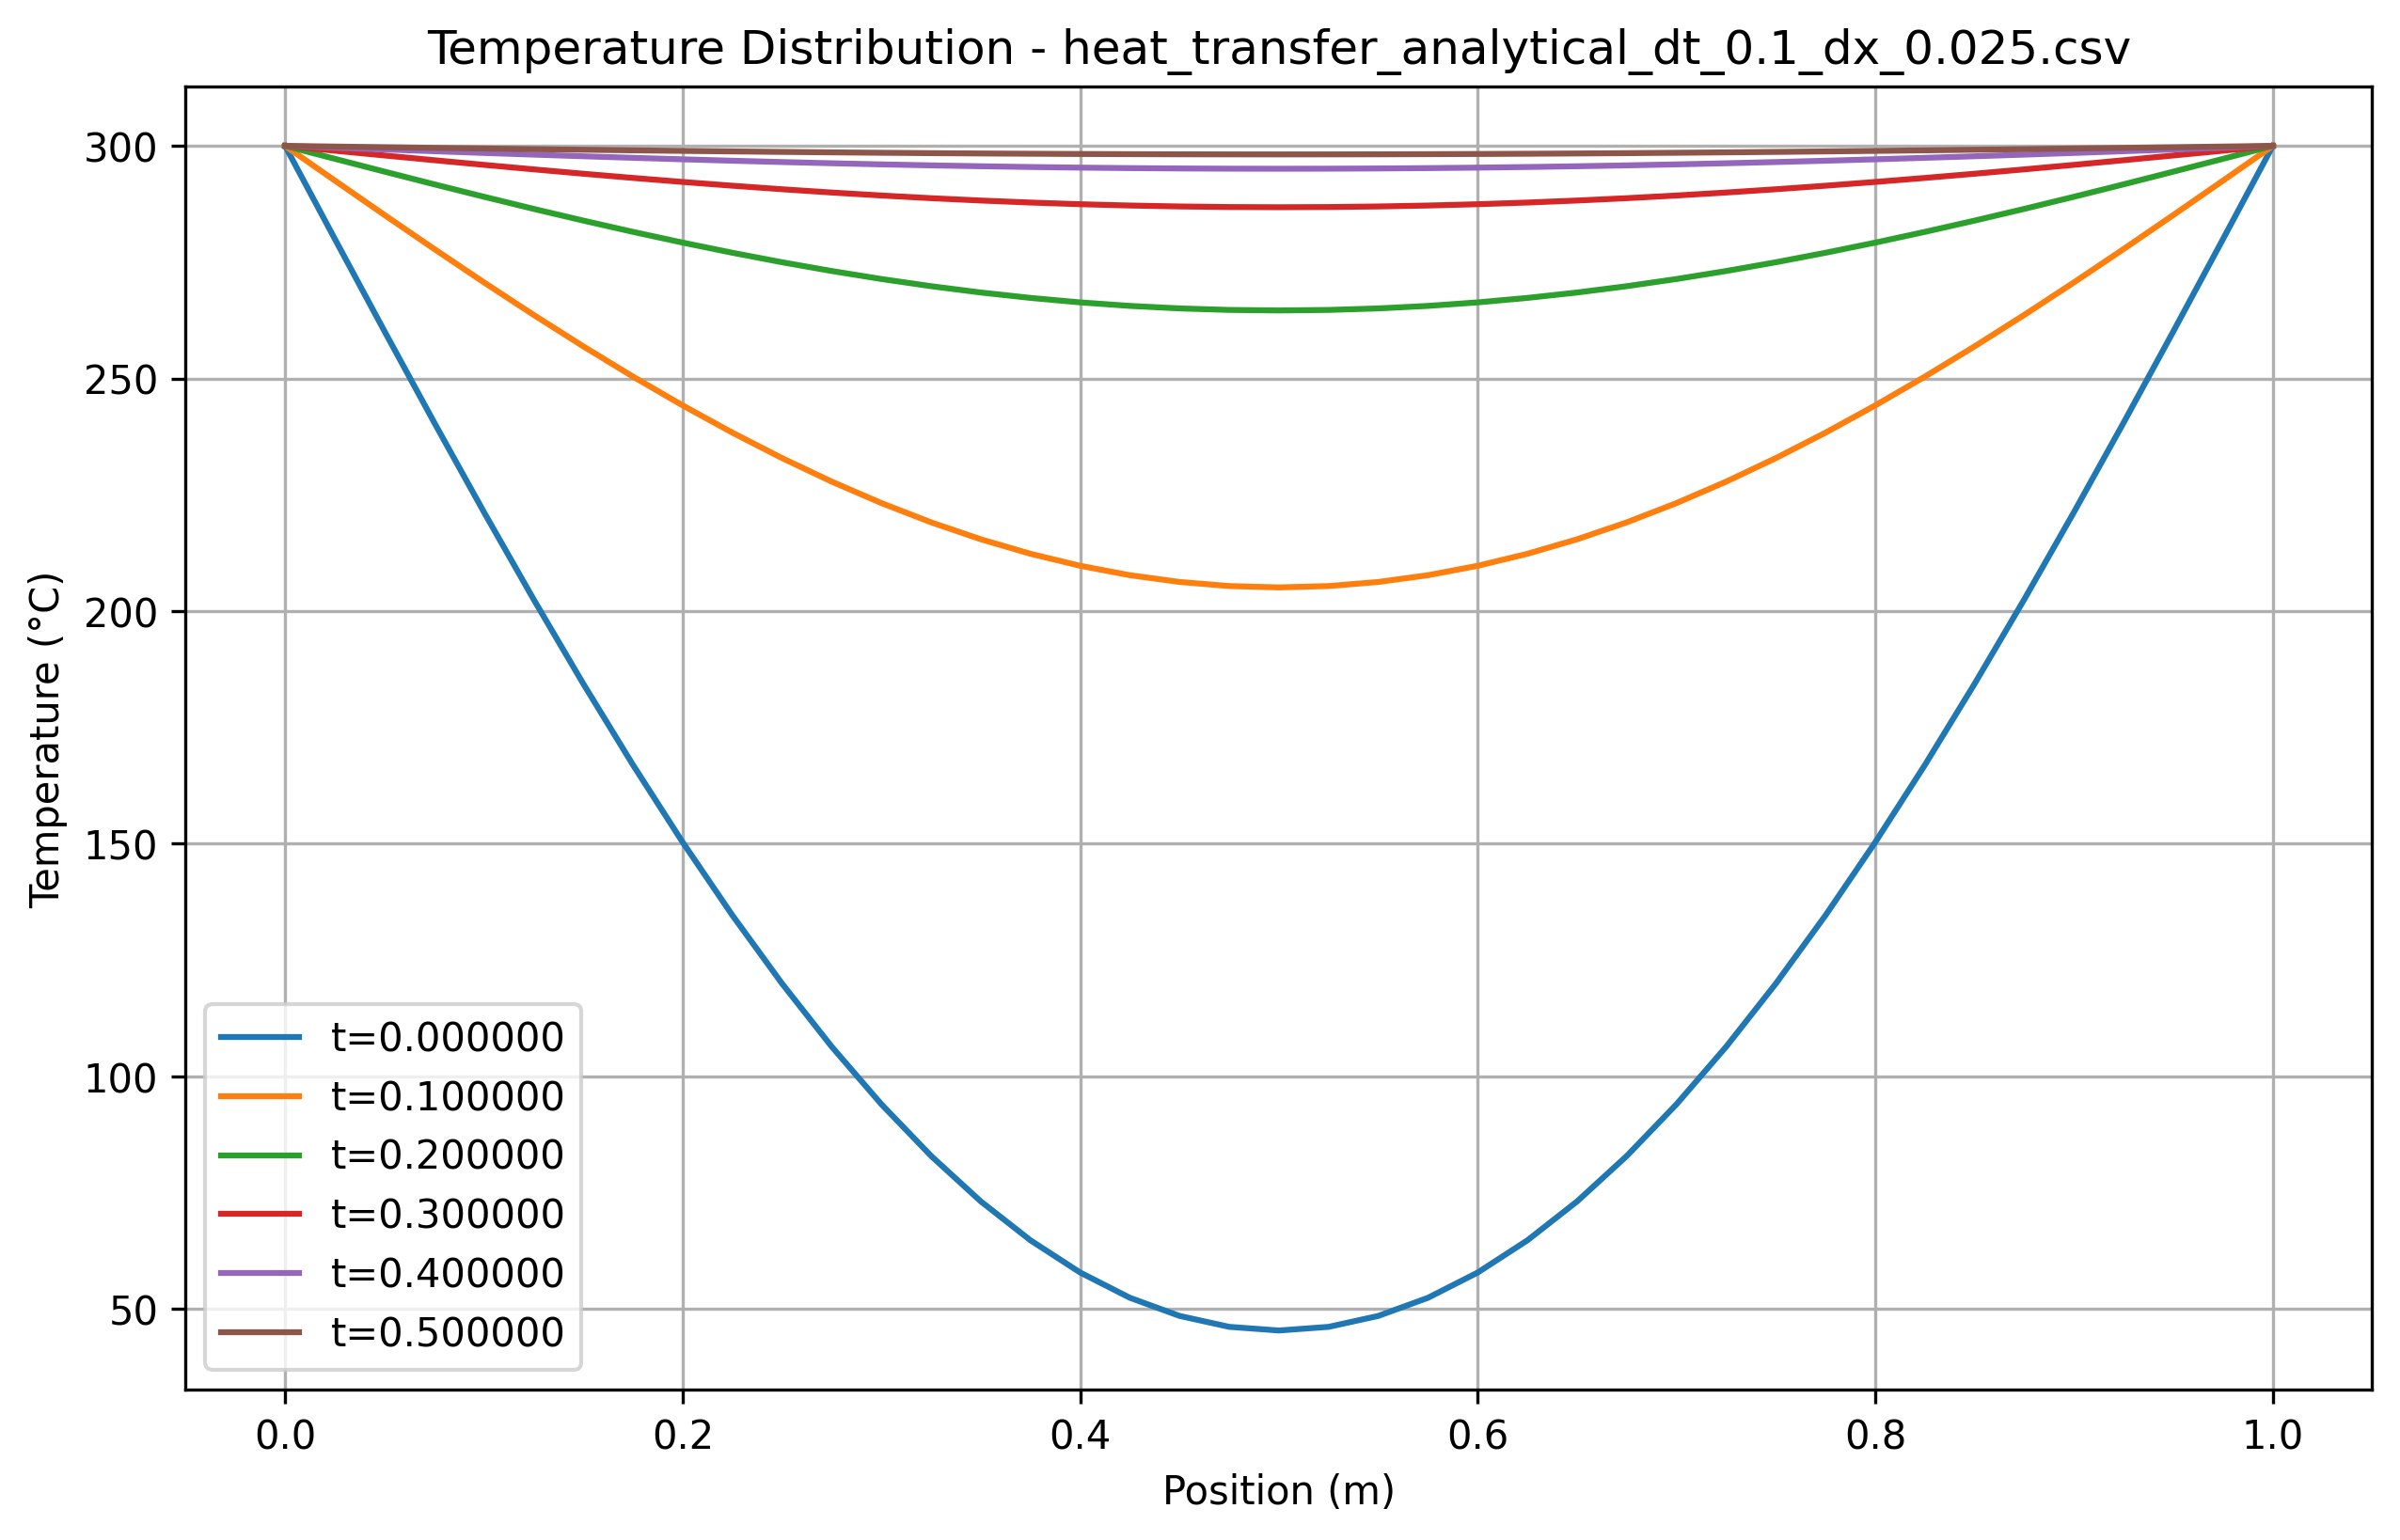 Temperature Distribution - heat_transfer_analytical_dt_0.1_dx_0.025.csv
Temperature (°C)
300
250
200
150
100
50
t=0.000000
t=0.100000
t=0.200000
t=0.300000
t=0.400000
t=0.500000
0.0 0.2 0.4 0.6 0.8 1.0
Position (m)